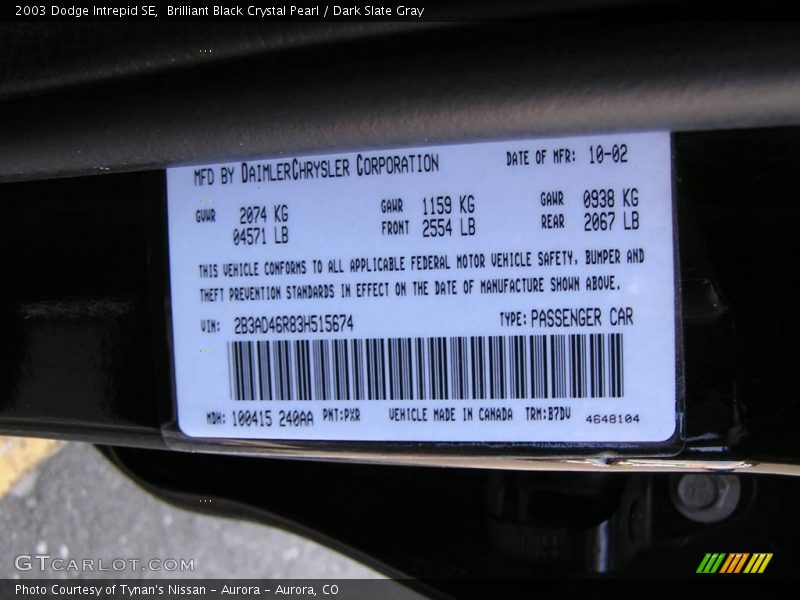 2003 Dodge Intrepid SE,  Brilliant Black Crystal Pearl / Dark Slate Gray
MFD BY DAIMLERCHRYSLER CORPORATION DATE OF MFR: 10-02
GVWR 2074 KG GAWR 1159 KG GAWR 0938 KG
04571 LB FRONT 2554 LB REAR 2067 LB
THIS VEHICLE CONFORMS TO ALL APPLICABLE FEDERAL MOTOR VEHICLE SAFETY, BUMPER AND
THEFT PREVENTION STANDARDS IN EFFECT ON THE DATE OF MANUFACTURE SHOWN ABOVE.
VIN: 2B3AD46R83H515674 TYPE: PASSENGER CAR
MDH: 100415 240AA PNT:PXR VEHICLE MADE IN CANADA TRM:B7DV 4648104
GTCARLOT.COM
Photo Courtesy of Tynan's Nissan - Aurora - Aurora, CO